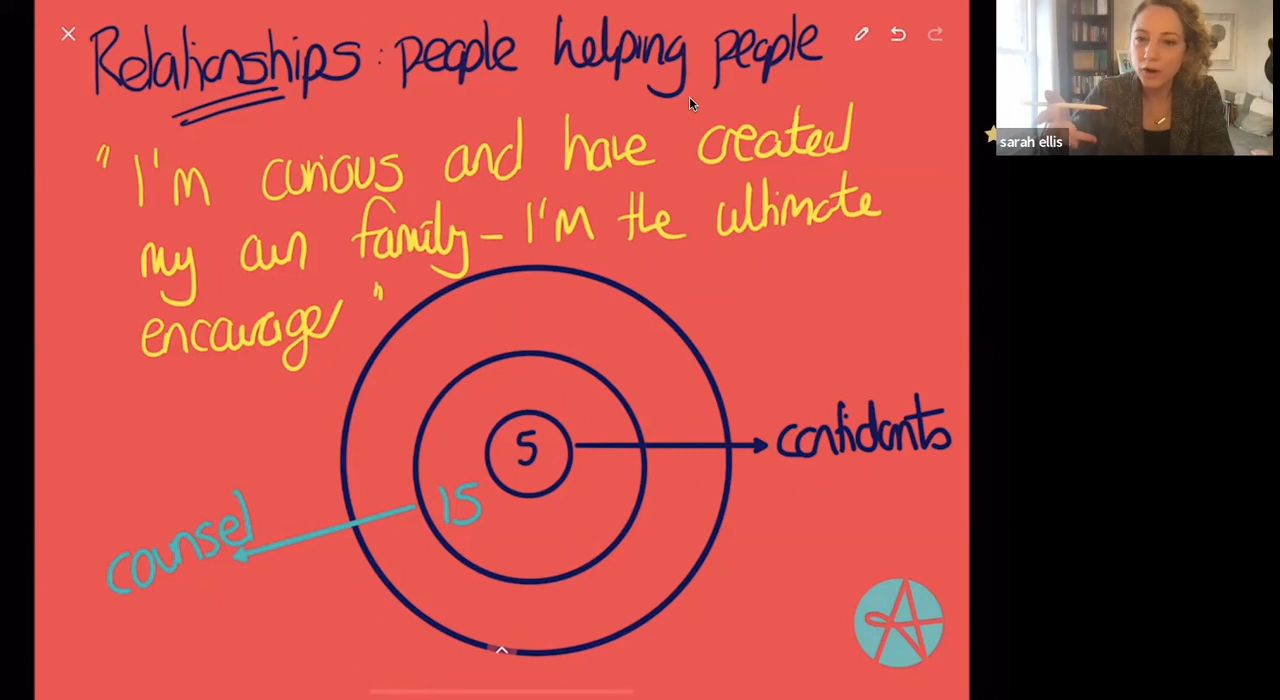 Relationships: people helping people
"I'm curious and have created
my own family - I'm the ultimate
encourager"
5
confidants
15
counsel
A
sarah ellis